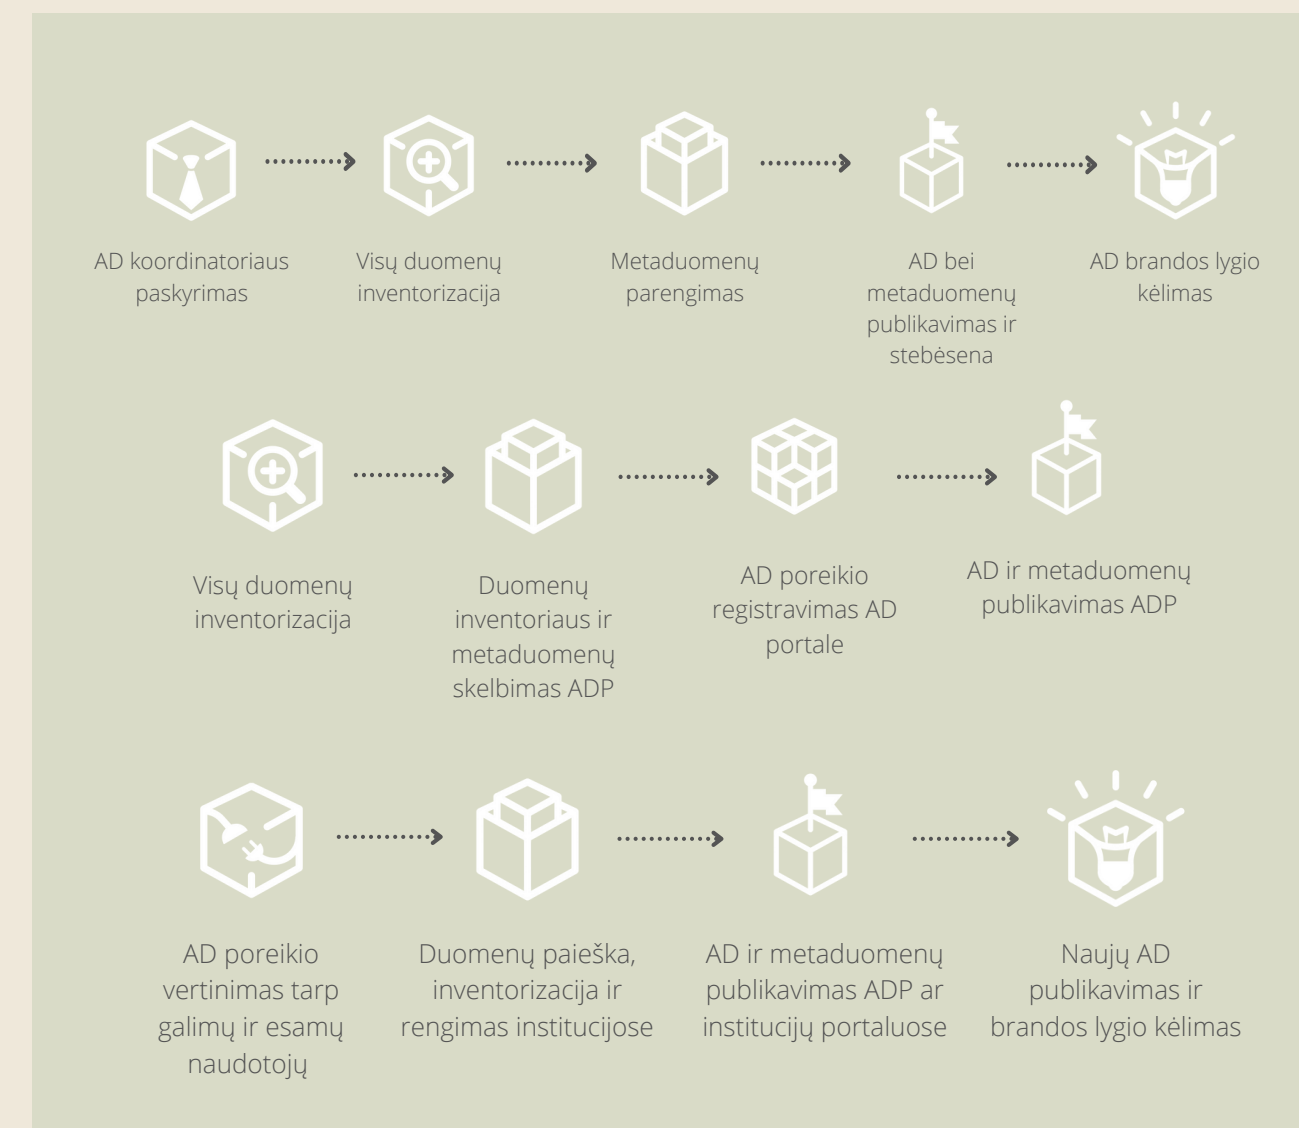 AD koordinatoriaus
paskyrimas
Visų duomenų
inventorizacija
Metaduomenų
parengimas
AD bei
metaduomenų
publikavimas ir
stebėsena
AD brandos lygio
kėlimas
Visų duomenų
inventorizacija
Duomenų
inventoriaus ir
metaduomenų
skelbimas ADP
AD poreikio
registravimas AD
portale
AD ir metaduomenų
publikavimas ADP
AD poreikio
vertinimas tarp
galimų ir esamų
naudotojų
Duomenų paieška,
inventorizacija ir
rengimas institucijose
AD ir metaduomenų
publikavimas ADP ar
institucijų portaluose
Naujų AD
publikavimas ir
brandos lygio kėlimas